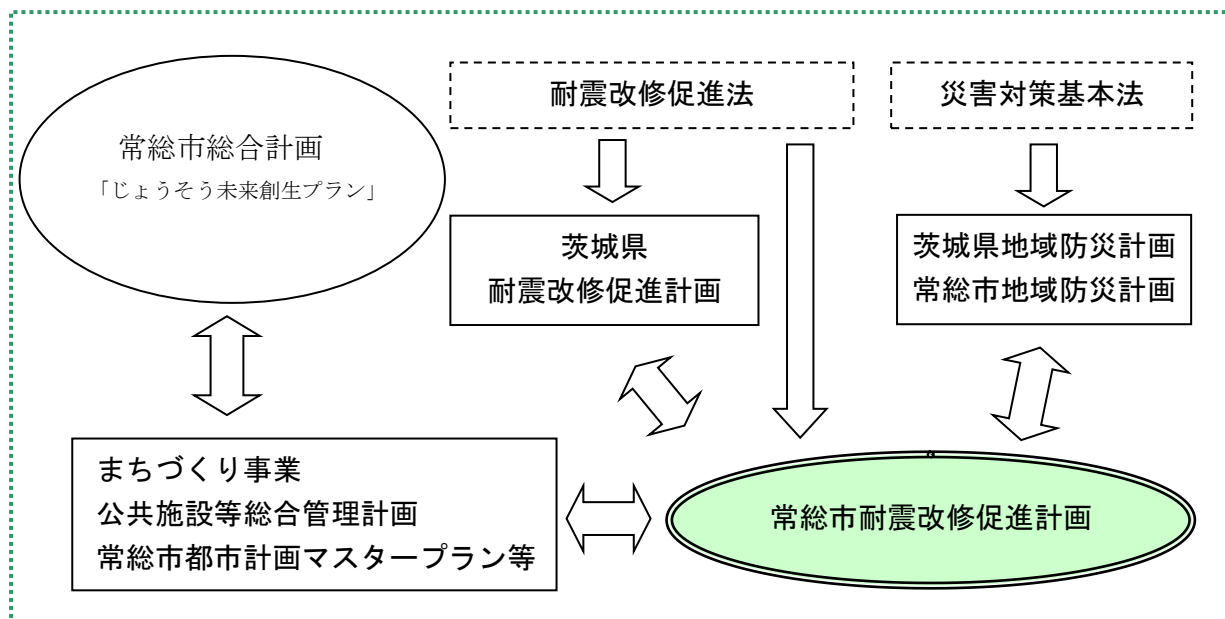 常総市総合計画
「じょうそう未来創生プラン」
耐震改修促進法
災害対策基本法
茨城県
耐震改修促進計画
茨城県地域防災計画
常総市地域防災計画
まちづくり事業
公共施設等総合管理計画
常総市都市計画マスタープラン等
常総市耐震改修促進計画